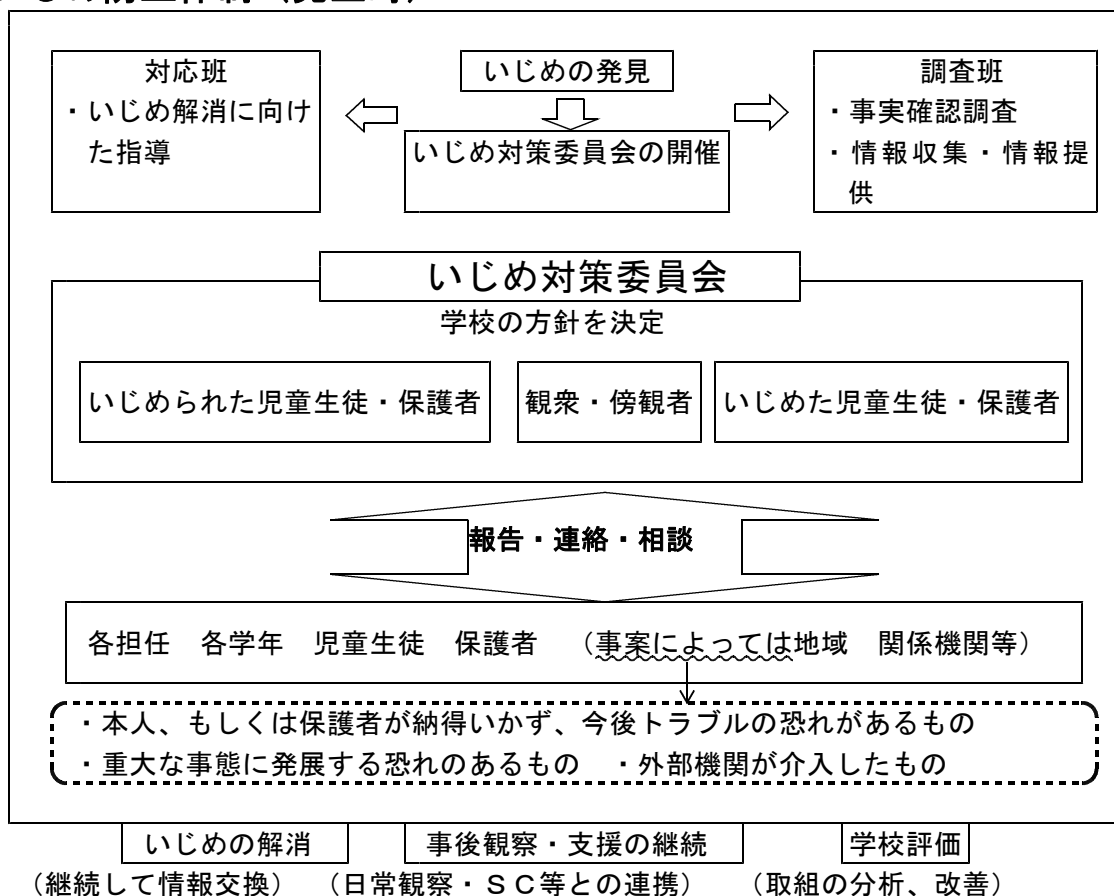 対応班
・いじめ解消に向け
た指導
いじめの発見
いじめ対策委員会の開催
調査班
・事実確認調査
・情報収集・情報提
供
いじめ対策委員会
学校の方針を決定
いじめられた児童生徒・保護者
観衆・傍観者
いじめた児童生徒・保護者
報告・連絡・相談
各担任 各学年 児童生徒 保護者 （事案によっては地域 関係機関等）
・本人、もしくは保護者が納得いかず、今後トラブルの恐れがあるもの
・重大な事態に発展する恐れのあるもの ・外部機関が介入したもの
いじめの解消
事後観察・支援の継続
学校評価
（継続して情報交換） （日常観察・ＳＣ等との連携） （取組の分析、改善）